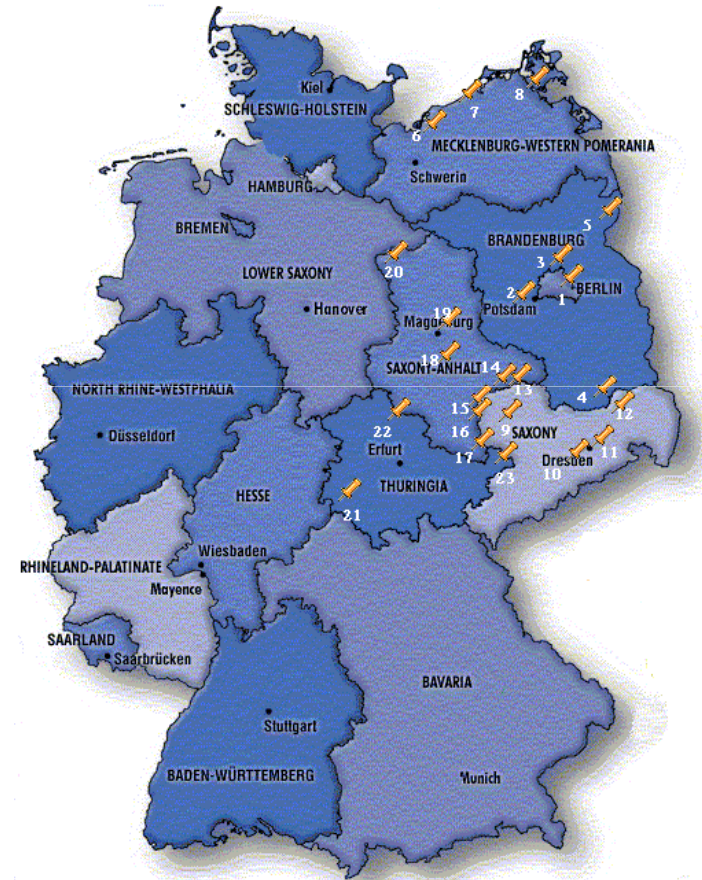 Kiel
SCHLESWIG-HOLSTEIN
8
7
6
MECKLENBURG-WESTERN POMERANIA
Schwerin
HAMBURG
BREMEN
5
BRANDENBURG
3
LOWER SAXONY
20
2
BERLIN
1
Potsdam
Hanover
19
Magdeburg
18
SAXONY-ANHALT
14
13
NORTH RHINE-WESTPHALIA
4
12
15
9
22
16
SAXONY
Düsseldorf
11
Erfurt
17
Dresden
10
23
THURINGIA
HESSE
21
Wiesbaden
RHINELAND-PALATINATE
Mayence
SAARLAND
Saarbrücken
BAVARIA
Stuttgart
BADEN-WÜRTTEMBERG
Munich